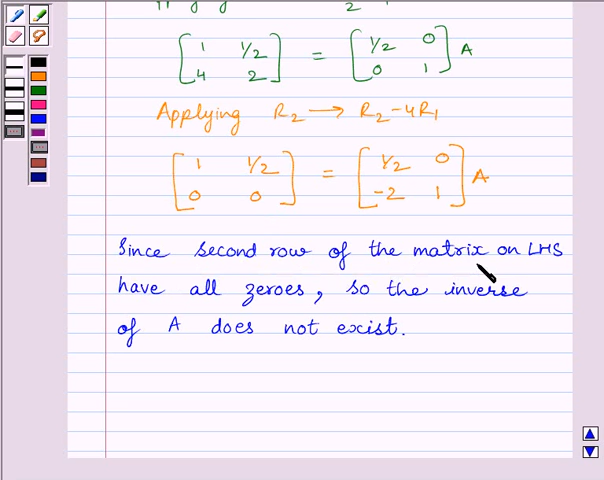 2
[1 1/2] = [1/2 0] A
[4 2] [0 1]
Applying R2 → R2-4R1
[1 1/2] = [1/2 0] A
[0 0] [-2 1]
Since second row of the matrix on LHS
have all zeroes, so the inverse
of A does not exist.